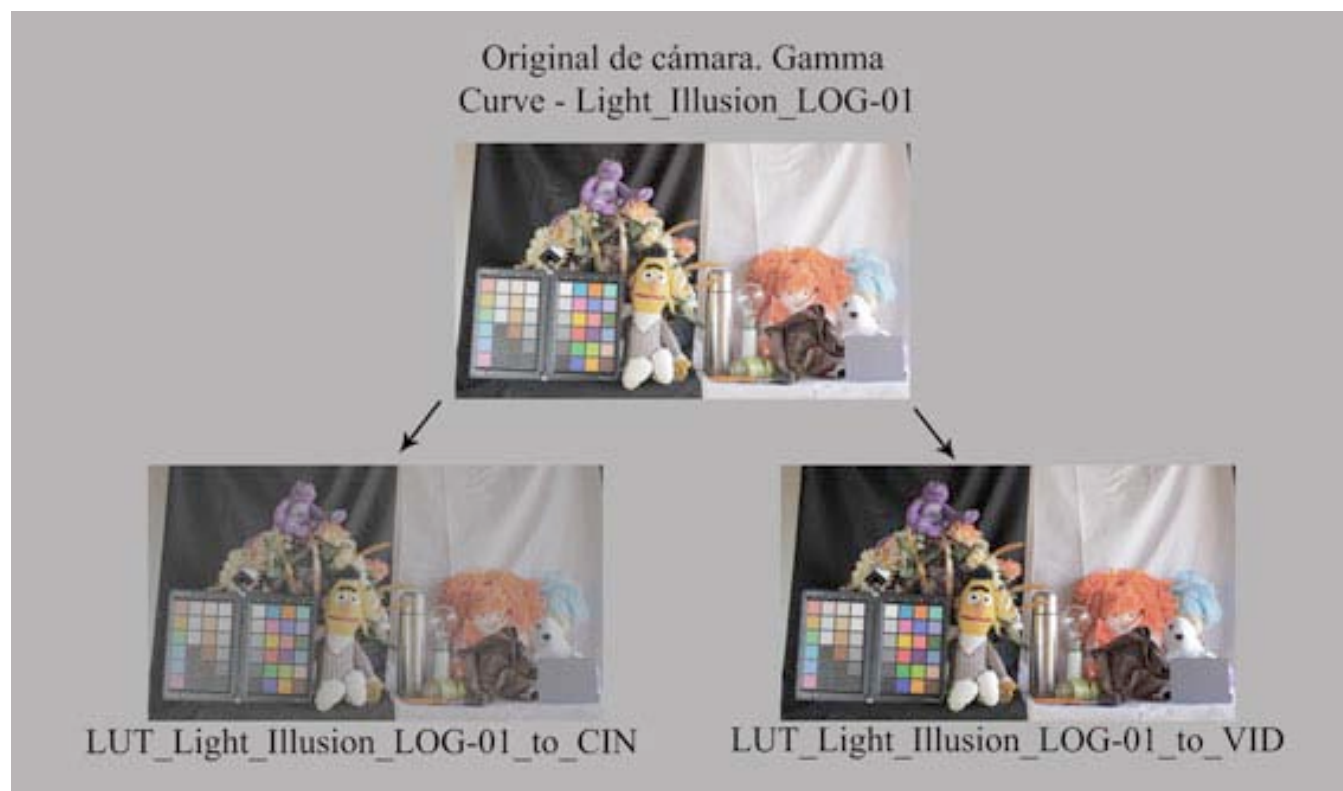 Original de cámara. Gamma
Curve - Light_Illusion_LOG-01
LUT_Light_Illusion_LOG-01_to_CIN
LUT_Light_Illusion_LOG-01_to_VID